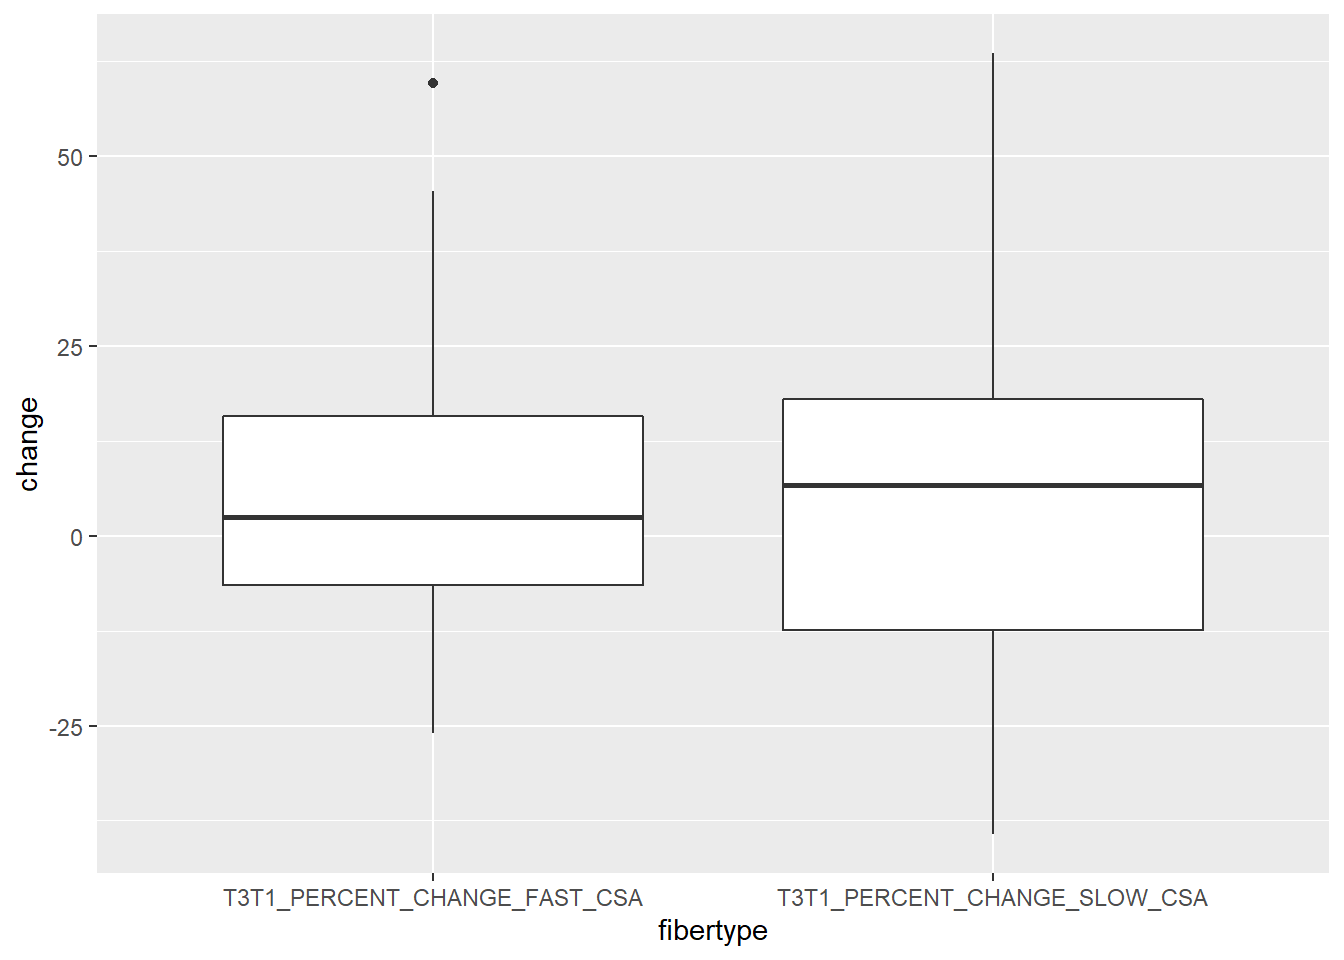 50
25
0
-25
change
T3T1_PERCENT_CHANGE_FAST_CSA
T3T1_PERCENT_CHANGE_SLOW_CSA
fibertype